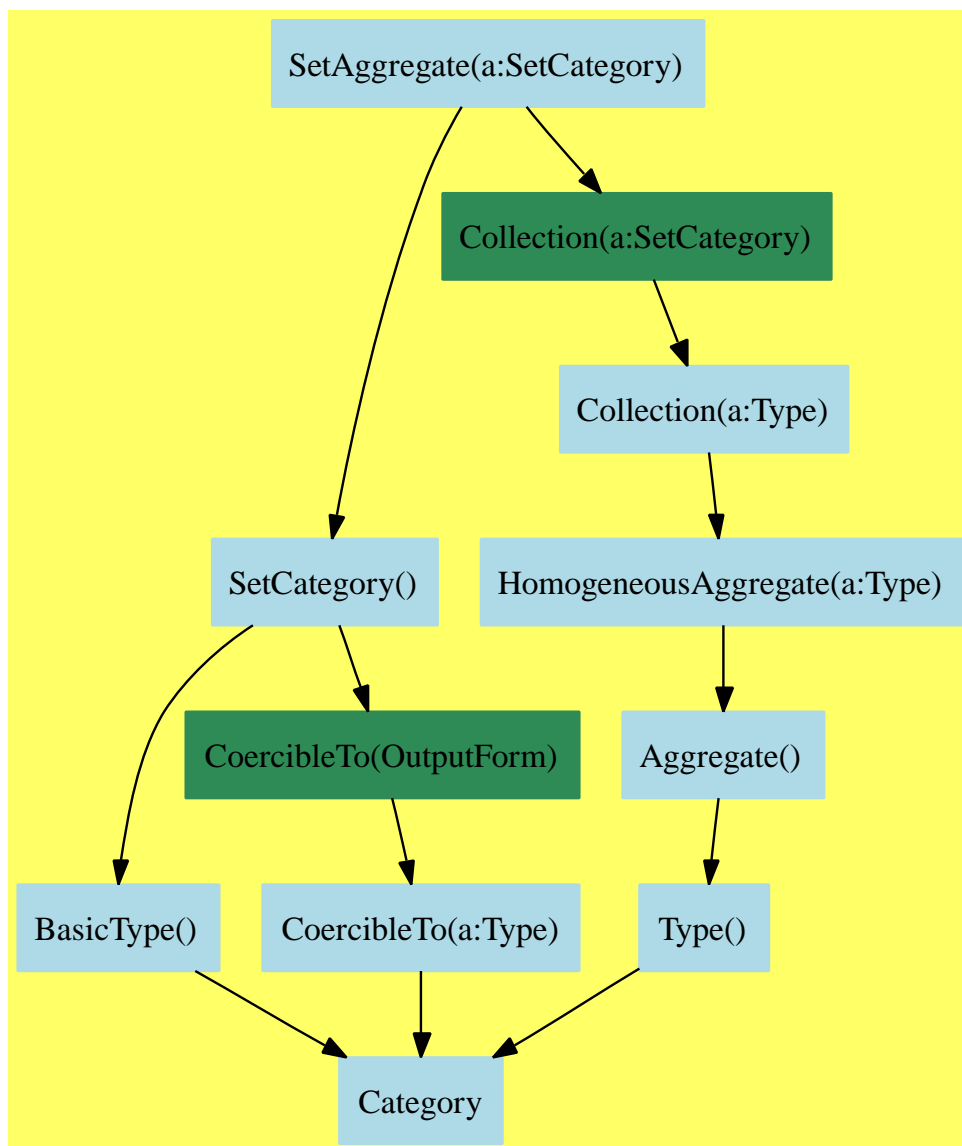 SetAggregate(a:SetCategory)
Collection(a:SetCategory)
Collection(a:Type)
SetCategory()
HomogeneousAggregate(a:Type)
CoercibleTo(OutputForm)
Aggregate()
BasicType()
CoercibleTo(a:Type)
Type()
Category